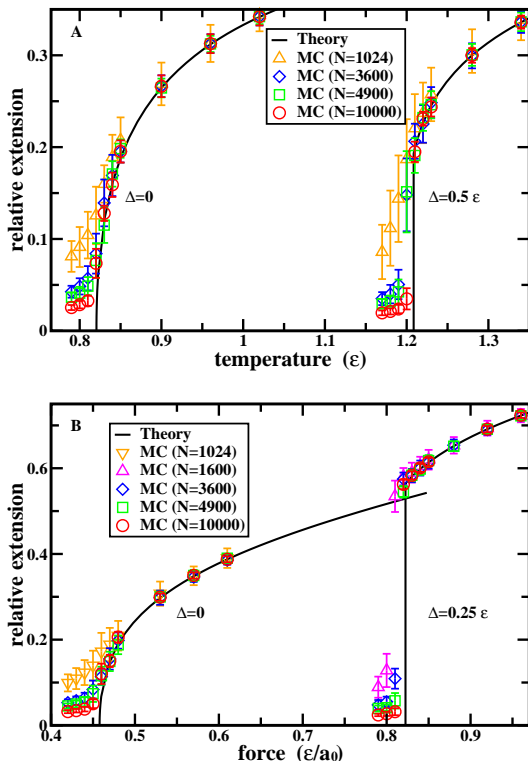 A
Theory
MC (N=1024)
MC (N=3600)
MC (N=4900)
MC (N=10000)
Δ=0
Δ=0.5 ε
relative extension
0.3
0.2
0.1
0
0.8 0.9 1 1.1 1.2 1.3
temperature (ε)
B
Theory
MC (N=1024)
MC (N=1600)
MC (N=3600)
MC (N=4900)
MC (N=10000)
Δ=0
Δ=0.25 ε
relative extension
0.6
0.4
0.2
0
0.4 0.5 0.6 0.7 0.8 0.9
force (ε/a₀)